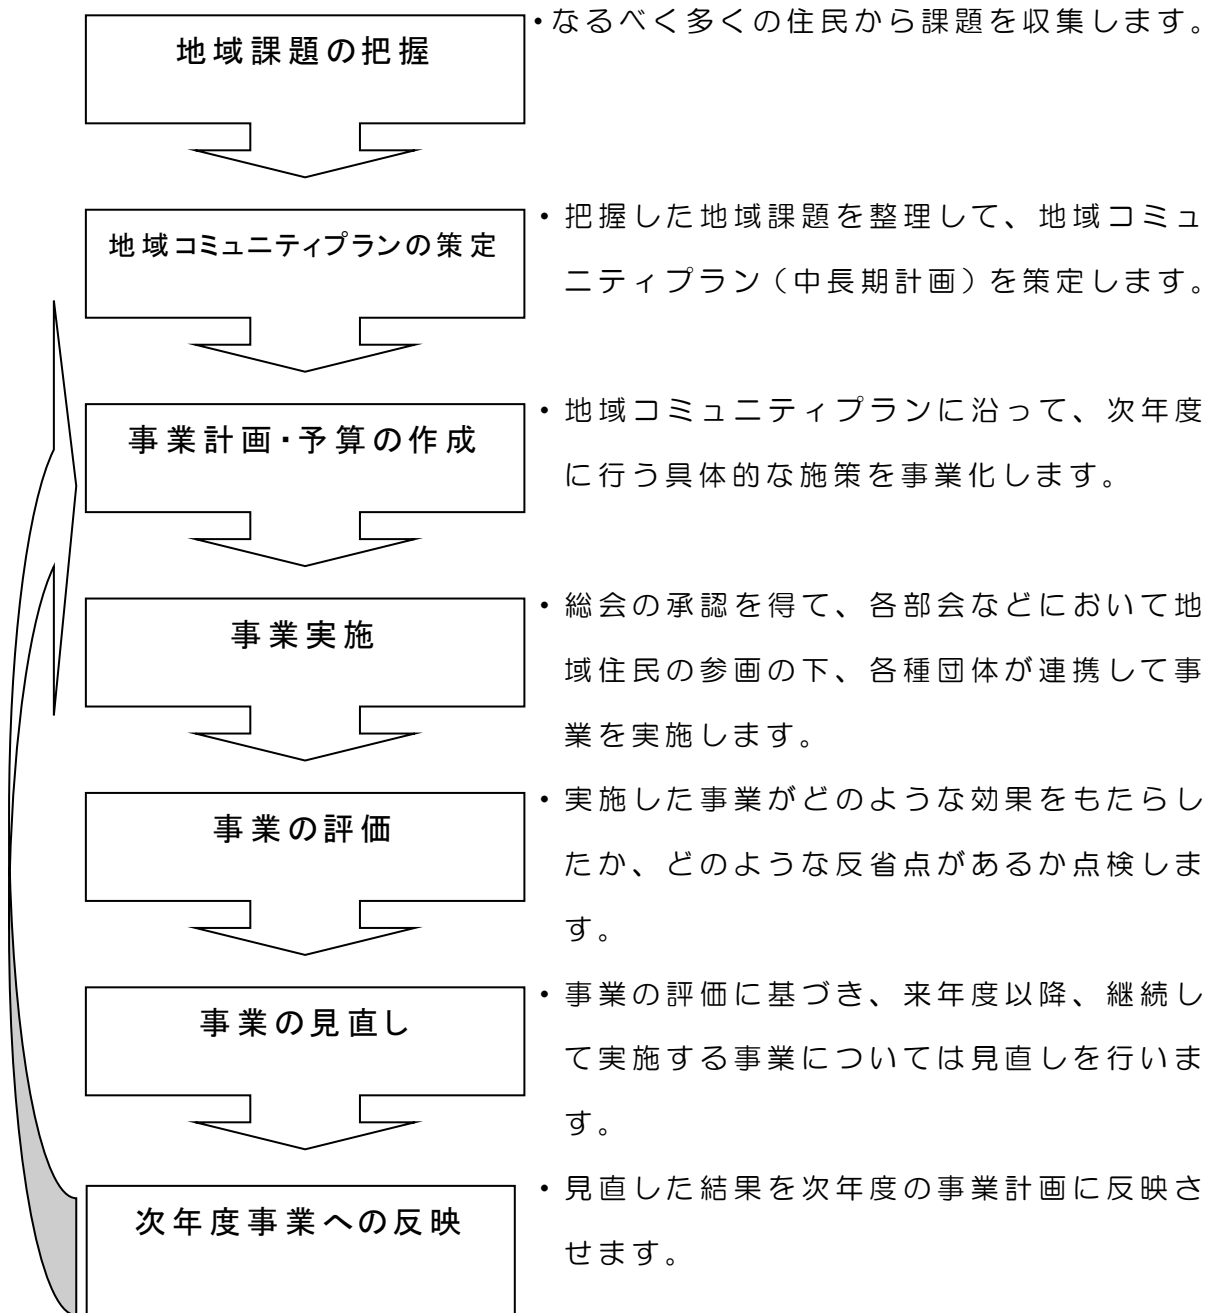 地域課題の把握
・なるべく多くの住民から課題を収集します。
地域コミュニティプランの策定
・把握した地域課題を整理して、地域コミュ
ニティプラン（中長期計画）を策定します。
事業計画・予算の作成
・地域コミュニティプランに沿って、次年度
に行う具体的な施策を事業化します。
事業実施
・総会の承認を得て、各部会などにおいて地
域住民の参画の下、各種団体が連携して事
業を実施します。
事業の評価
・実施した事業がどのような効果をもたらし
たか、どのような反省点があるか点検しま
す。
事業の見直し
・事業の評価に基づき、来年度以降、継続し
て実施する事業については見直しを行いま
す。
次年度事業への反映
・見直した結果を次年度の事業計画に反映さ
せます。